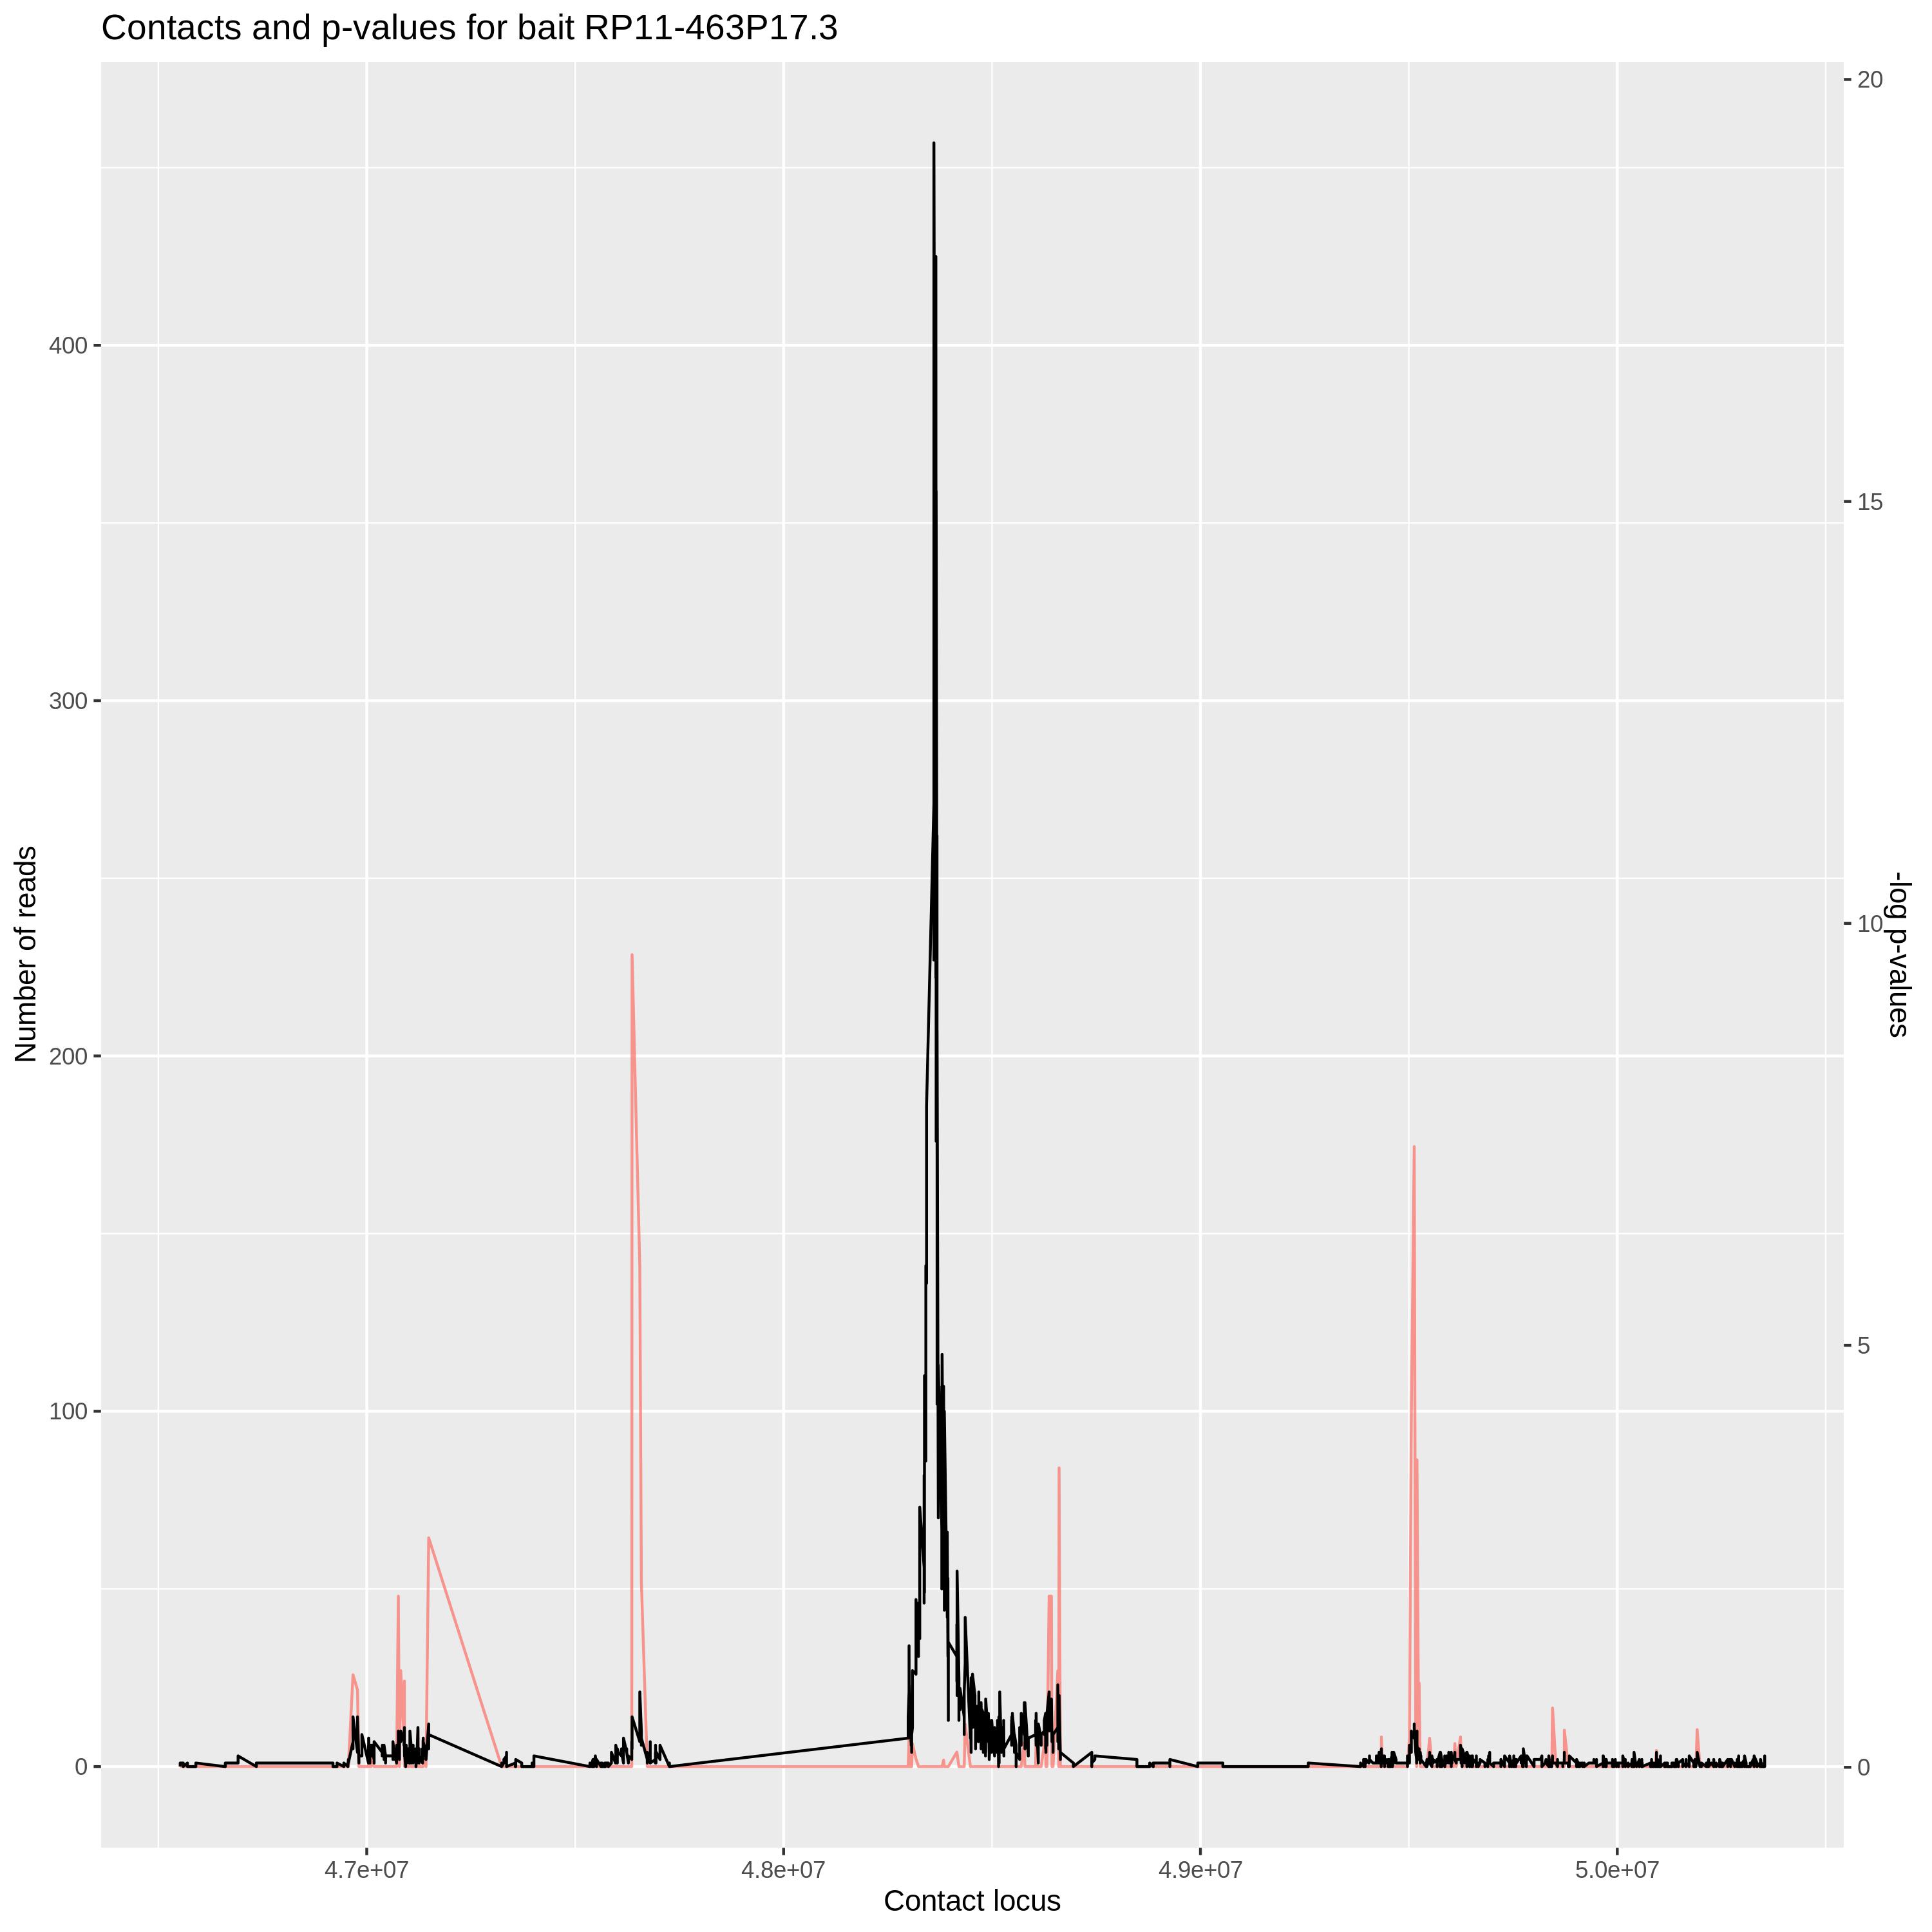 Contacts and p-values for bait RP11-463P17.3
Number of reads
400
300
200
100
0
20
15
10
5
0
-log p-values
4.7e+07
4.8e+07
4.9e+07
5.0e+07
Contact locus